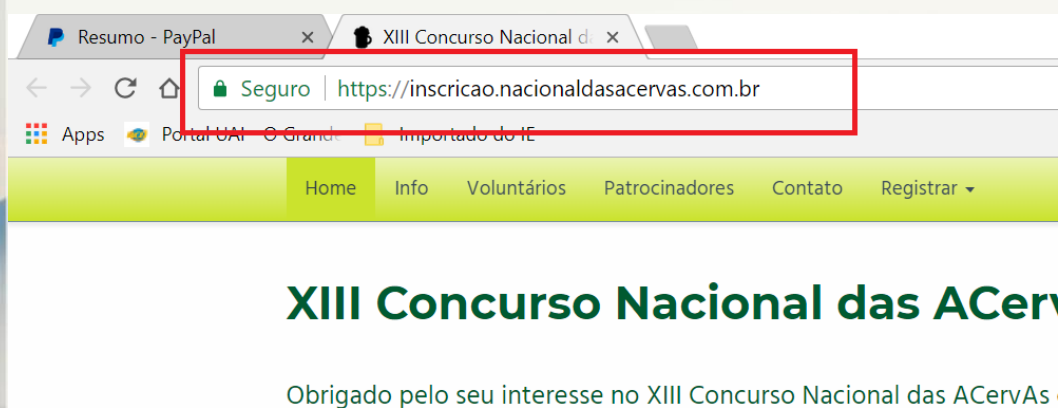 Resumo - PayPal XIII Concurso Nacional da
Seguro https://inscricao.nacionaldasacervas.com.br
Apps Portal UAI - O Grande Importado do IE
Home Info Voluntários Patrocinadores Contato Registrar
XIII Concurso Nacional das ACerv
Obrigado pelo seu interesse no XIII Concurso Nacional das ACervAs